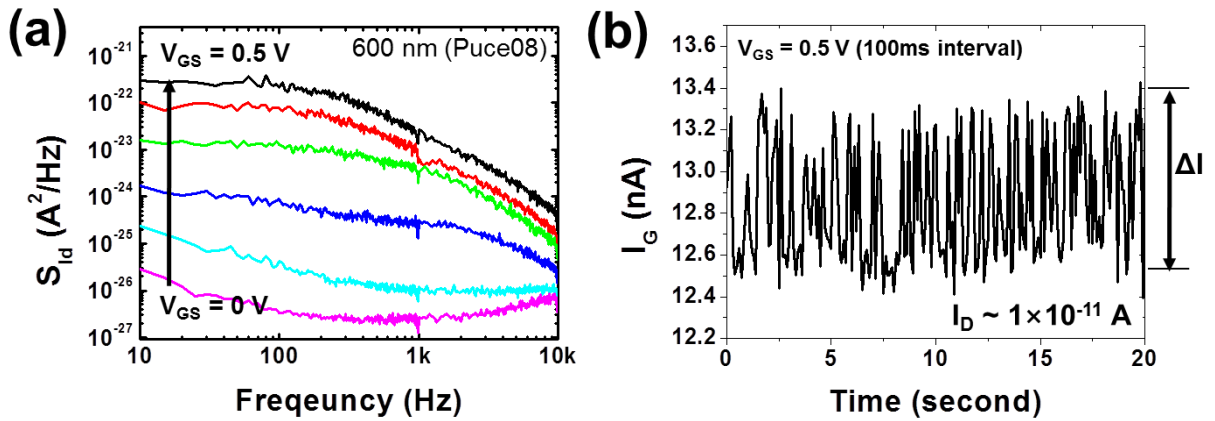 (a)
10⁻²¹
10⁻²²
10⁻²³
10⁻²⁴
10⁻²⁵
10⁻²⁶
10⁻²⁷
S_Id (A²/Hz)
V_GS = 0.5 V
600 nm (Puce08)
V_GS = 0 V
10 100 1k 10k
Freqeuncy (Hz)
(b)
13.6
13.4
13.2
13.0
12.8
12.6
12.4
12.2
I_G (nA)
V_GS = 0.5 V (100ms interval)
ΔI
I_D ~ 1×10⁻¹¹ A
0 5 10 15 20
Time (second)